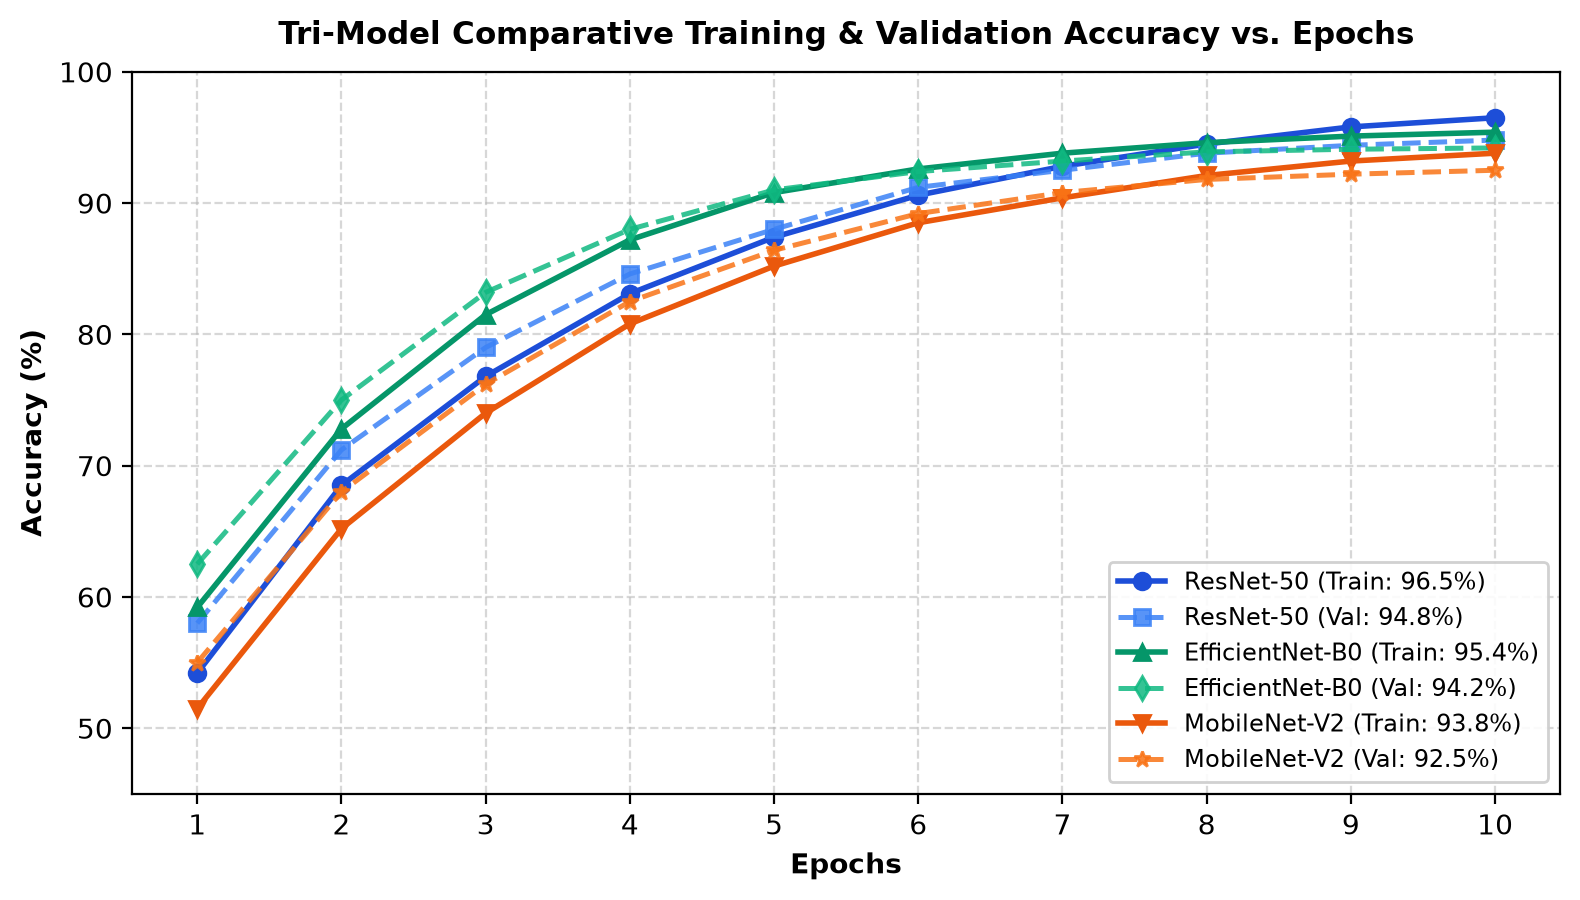 Tri-Model Comparative Training & Validation Accuracy vs. Epochs
100
90
80
70
60
50
Accuracy (%)
ResNet-50 (Train: 96.5%)
ResNet-50 (Val: 94.8%)
EfficientNet-B0 (Train: 95.4%)
EfficientNet-B0 (Val: 94.2%)
MobileNet-V2 (Train: 93.8%)
MobileNet-V2 (Val: 92.5%)
1 2 3 4 5 6 7 8 9 10
Epochs